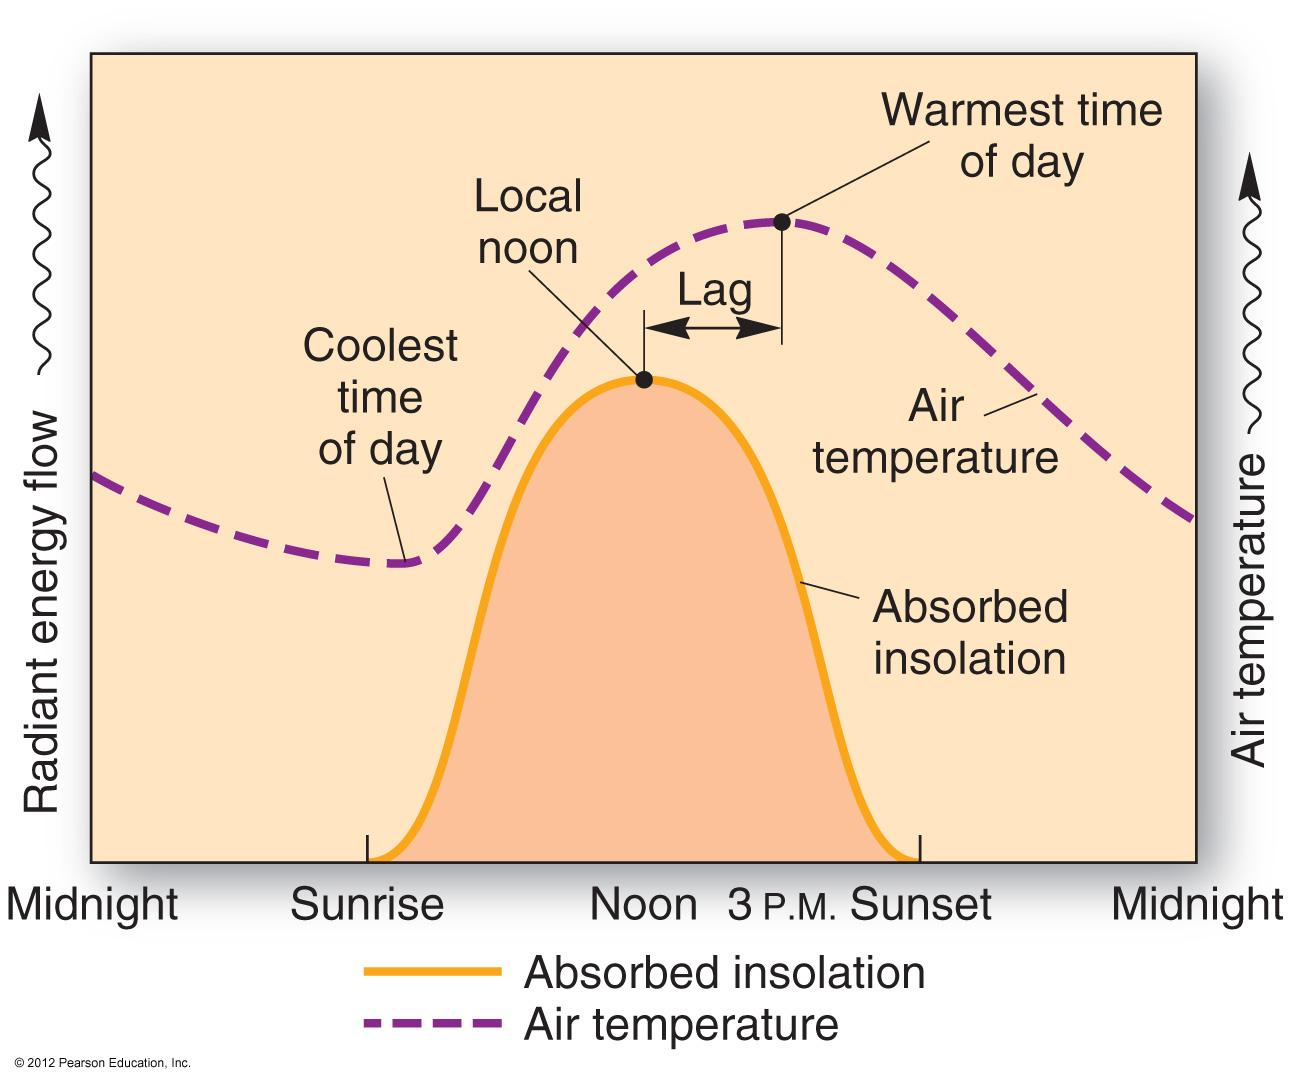 Warmest time
of day
Local
noon
Lag
Coolest
time
of day
Air
temperature
Absorbed
insolation
Radiant energy flow
Air temperature
Midnight Sunrise Noon 3 P.M. Sunset Midnight
Absorbed insolation
Air temperature
© 2012 Pearson Education, Inc.